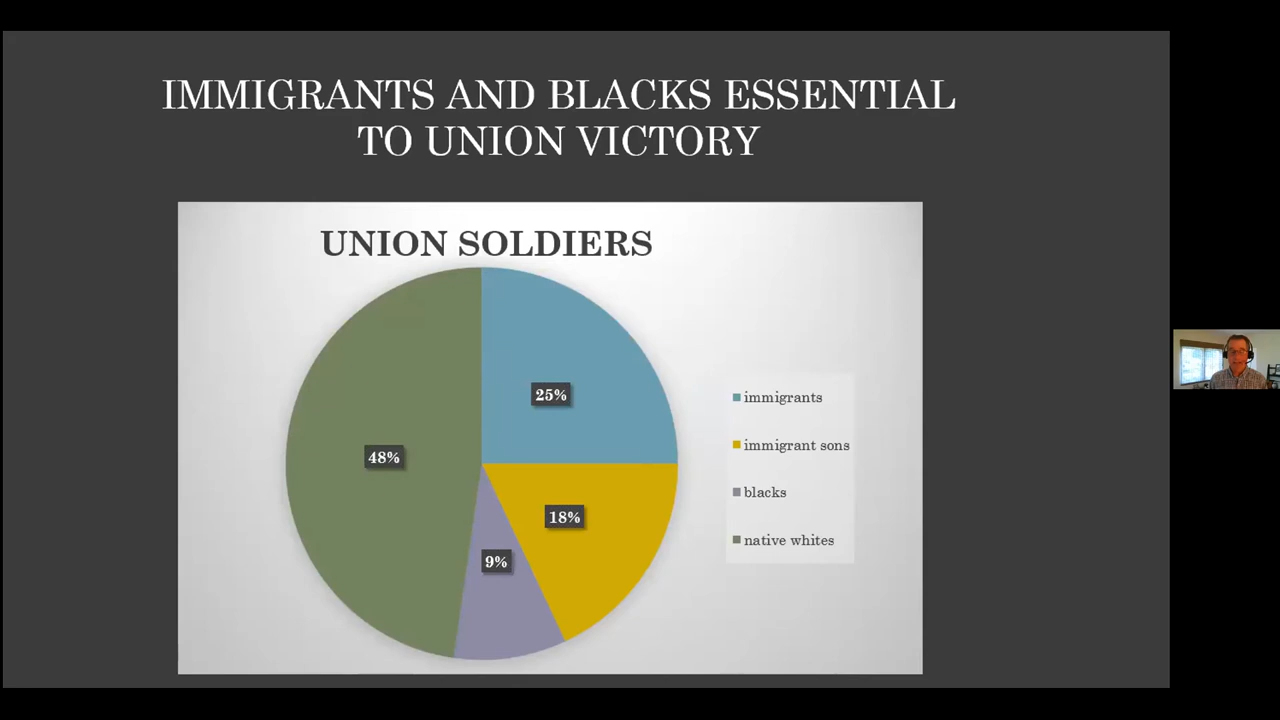 IMMIGRANTS AND BLACKS ESSENTIAL
TO UNION VICTORY
UNION SOLDIERS
25%
48%
18%
9%
immigrants
immigrant sons
blacks
native whites